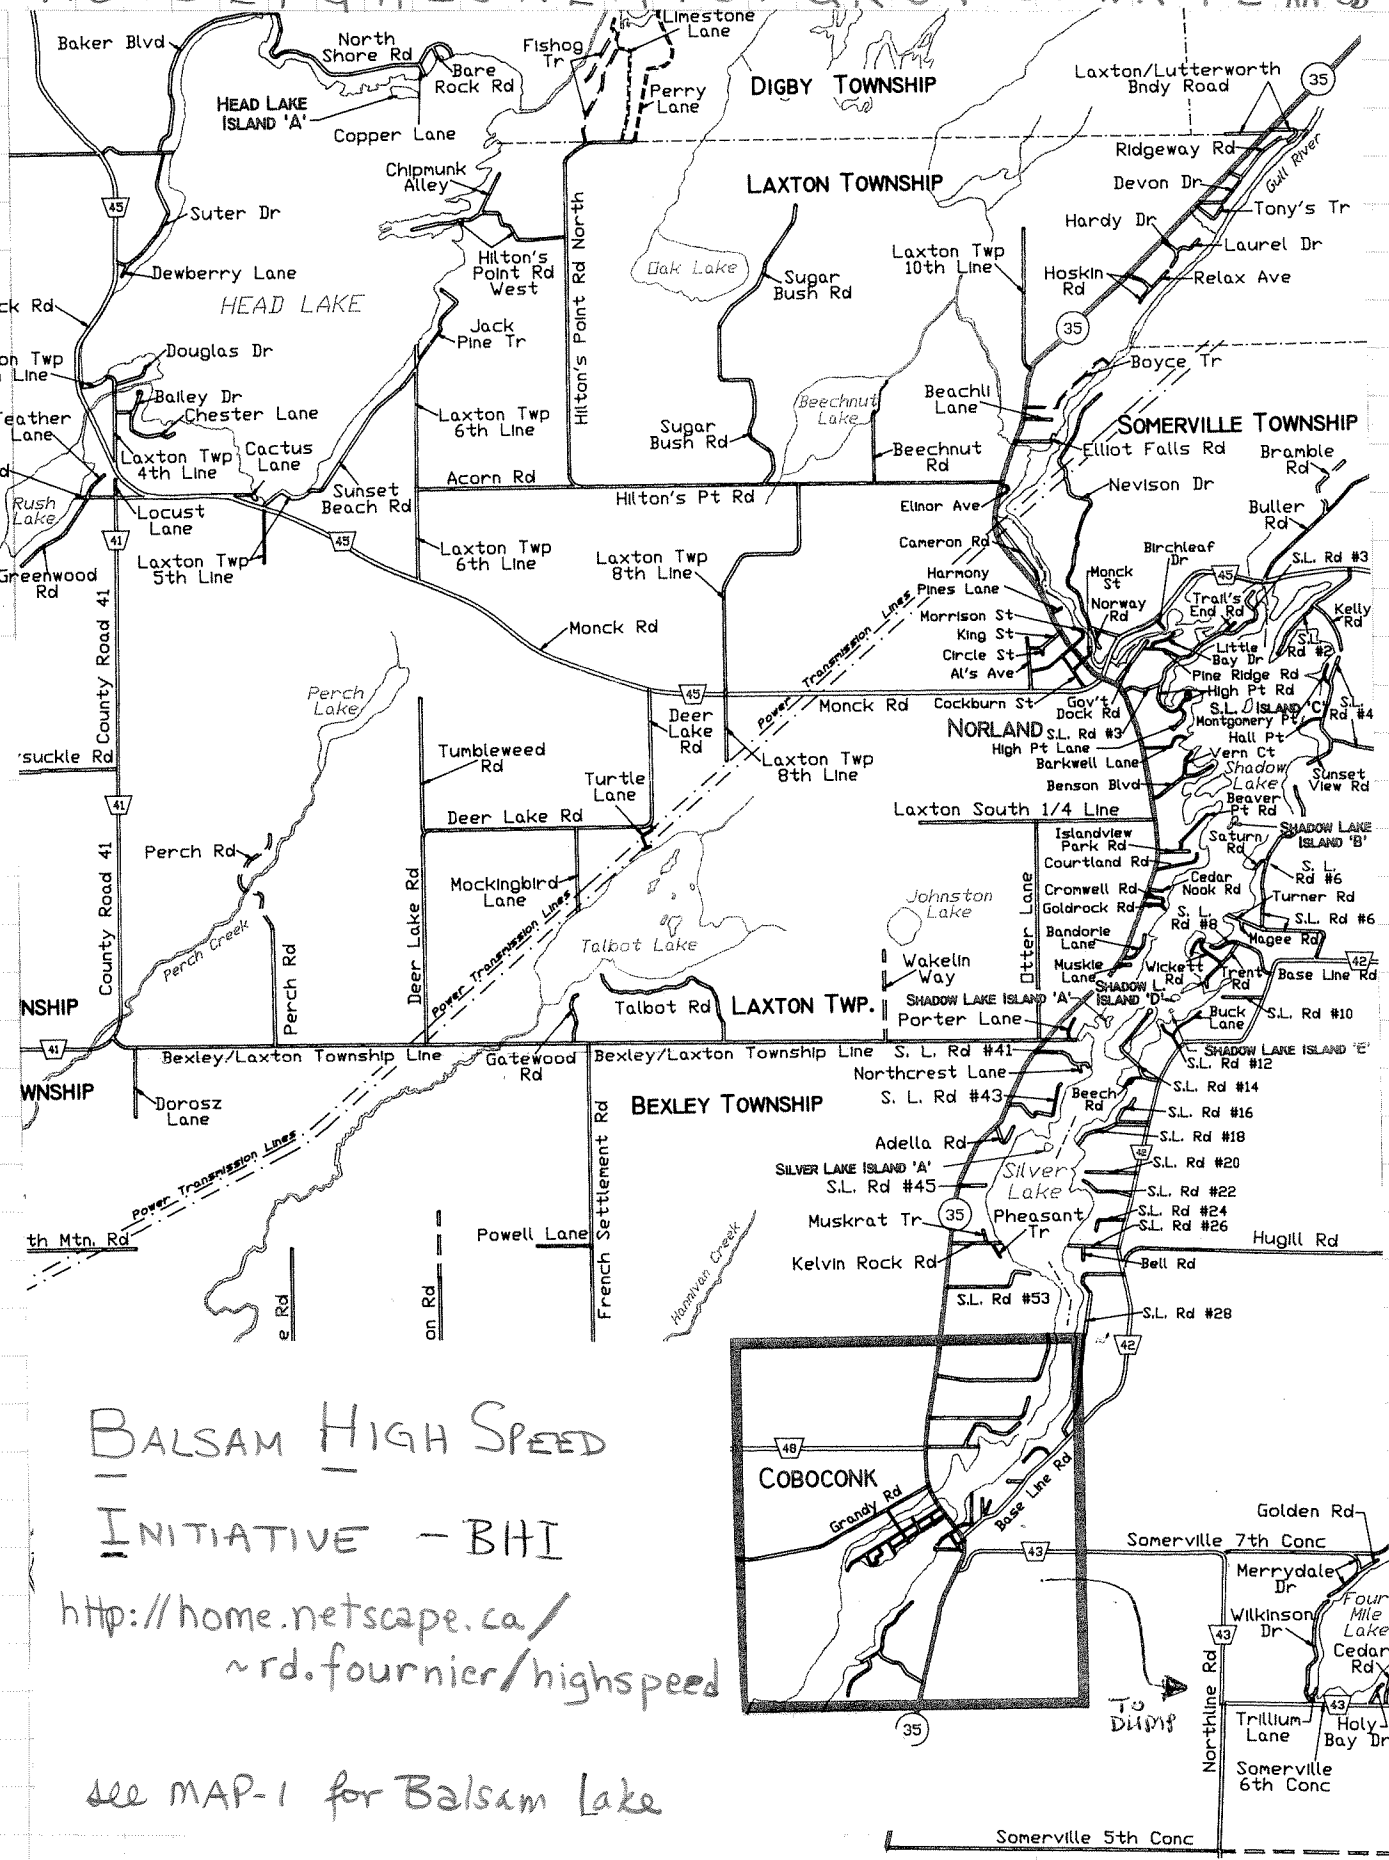 Baker Blvd
North
Shore Rd
Bare
Rock Rd
HEAD LAKE
ISLAND 'A'
Copper Lane
Fishog
Tr
Limestone
Lane
Perry
Lane
DIGBY TOWNSHIP
Laxton/Lutterworth
Bndy Road
35
Ridgeway Rd
Gull River
Devon Dr
Tony's Tr
Hardy Dr
Laurel Dr
Hoskin
Rd
Relax Ave
35
Chipmunk
Alley
45
Suter Dr
Dewberry Lane
HEAD LAKE
Hilton's
Point Rd
West
Hilton's Point Rd North
LAXTON TOWNSHIP
Oak Lake
Sugar
Bush Rd
Laxton Twp
10th Line
ck Rd
on Twp
Line
Douglas Dr
Jack
Pine Tr
Bailey Dr
Chester Lane
eather
Lane
Laxton Twp
4th Line
Cactus
Lane
Laxton Twp
6th Line
Sugar
Bush Rd
Beechnut
Lake
Beechnut
Rd
Beachli
Lane
Boyce Tr
SOMERVILLE TOWNSHIP
Elliot Falls Rd
Bramble
Rd
Nevison Dr
Buller
Rd
Rush
Lake
Locust
Lane
Sunset
Beach Rd
Acorn Rd
Hilton's Pt Rd
Elinor Ave
Cameron Rd
41
Laxton Twp
5th Line
45
Laxton Twp
6th Line
Laxton Twp
8th Line
Greenwood
Rd
County Road 41
Harmony
Pines Lane
Monck
St
Birchleaf
Dr
45
S.L. Rd #3
Morrison St
Norway
Rd
Trail's
End Rd
Kelly
Rd
King St
Circle St
Al's Ave
Little
Bay Dr
S.L.
Rd #2
Pine Ridge Rd
High Pt Rd
Monck Rd
Power Transmission Lines
45
Monck Rd
Cockburn St
Gov't
Dock Rd
S.L. ISLAND 'C'
S.L.
Rd #4
NORLAND
S.L. Rd #3
Montgomery Pt
Hall Pt
High Pt Lane
Vern Ct
Barkwell Lane
Shadow
Lake
Sunset
View Rd
Benson Blvd
Beaver
Pt Rd
Perch
Lake
Deer
Lake
Rd
Laxton Twp
8th Line
'suckle Rd
Tumbleweed
Rd
Turtle
Lane
41
Deer Lake Rd
Laxton South 1/4 Line
Islandview
Park Rd
Saturn
Rd
SHADOW LAKE
ISLAND 'B'
Courtland Rd
Perch Rd
County Road 41
Mockingbird
Lane
Cedar
Nook Rd
S. L.
Rd #6
Cromwell Rd
Turner Rd
Goldrock Rd
S. L.
Rd #8
S.L. Rd #6
Johnston
Lake
Otter Lane
Bandorie
Lane
Magee Rd
Perch Creek
Deer Lake Rd
Power Transmission Lines
Talbot Lake
Wakelin
Way
Muskie
Lane
Wickett
Rd
Trent
Rd
42
Base Line Rd
NSHIP
Perch Rd
Talbot Rd
LAXTON TWP.
SHADOW LAKE ISLAND 'A'
SHADOW L.
ISLAND 'D'
Porter Lane
Buck
Lane
S.L. Rd #10
41
Bexley/Laxton Township Line
Gatewood
Rd
Bexley/Laxton Township Line
S. L. Rd #41
SHADOW LAKE ISLAND 'E'
S.L. Rd #12
Northcrest Lane
WNSHIP
Dorosz
Lane
BEXLEY TOWNSHIP
S. L. Rd #43
Beech
Rd
S.L. Rd #14
S.L. Rd #16
S.L. Rd #18
Adella Rd
Power Transmission Lines
SILVER LAKE ISLAND 'A'
Silver
Lake
42
S.L. Rd #20
S.L. Rd #45
S.L. Rd #22
French Settlement Rd
35
Muskrat Tr
Pheasant
Tr
S.L. Rd #24
S.L. Rd #26
th Mtn. Rd
Powell Lane
Hannivan Creek
Kelvin Rock Rd
Hugill Rd
Bell Rd
e Rd
on Rd
S.L. Rd #53
S.L. Rd #28
42
BALSAM HIGH SPEED
INITIATIVE - BHI
http://home.netscape.ca/
~rd.fournier/highspeed
see MAP-1 for Balsam Lake
48
COBOCONK
Grandy Rd
Base Line Rd
43
Somerville 7th Conc
Golden Rd
Merrydale
Dr
Wilkinson
Dr
Four
Mile
Lake
43
Cedar
Rd
Northline Rd
TO
DUMP
35
43
Trillium
Lane
Holy
Bay Dr
Somerville
6th Conc
Somerville 5th Conc